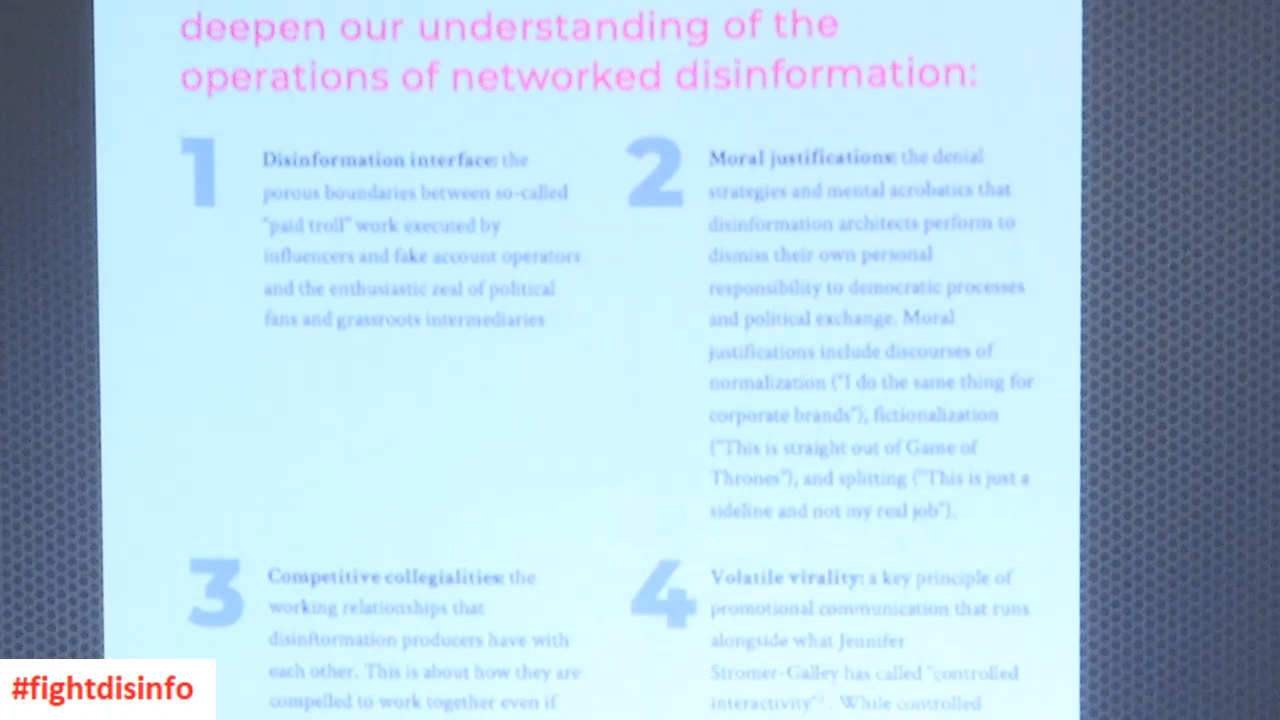 deepen our understanding of the
operations of networked disinformation:
1
Disinformation interface: the
porous boundaries between so-called
"paid troll" work executed by
influencers and fake account operators
and the enthusiastic zeal of political
fans and grassroots intermediaries
2
Moral justifications: the denial
strategies and mental acrobatics that
disinformation architects perform to
dismiss their own personal
responsibility to democratic processes
and political exchange. Moral
justifications include discourses of
normalization ("I do the same thing for
corporate brands"), fictionalization
("This is straight out of Game of
Thrones"), and splitting ("This is just a
sideline and not my real job").
3
Competitive collegialities: the
working relationships that
disinftormation producers have with
each other. This is about how they are
compelled to work together even if
4
Volatile virality: a key principle of
promotional communication that runs
alongside what Jennifer
Stromer-Galley has called "controlled
interactivity" . While controlled
#fightdisinfo